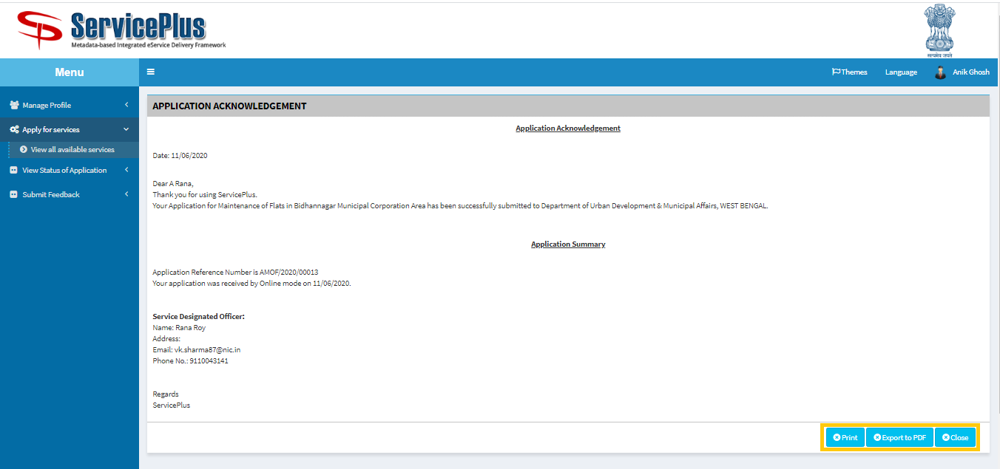 ServicePlus
Metadata-based Integrated eService Delivery Framework
सत्यमेव जयते
Menu
Themes Language Anik Ghosh
Manage Profile
Apply for services
View all available services
View Status of Application
Submit Feedback
APPLICATION ACKNOWLEDGEMENT
Application Acknowledgement
Date: 11/06/2020
Dear A Rana,
Thank you for using ServicePlus.
Your Application for Maintenance of Flats in Bidhannagar Municipal Corporation Area has been successfully submitted to Department of Urban Development & Municipal Affairs, WEST BENGAL.
Application Summary
Application Reference Number is AMOF/2020/00013
Your application was received by Online mode on 11/06/2020.
Service Designated Officer:
Name: Rana Roy
Address:
Email: vk.sharma87@nic.in
Phone No.: 9110043141
Regards
ServicePlus
Print Export to PDF Close